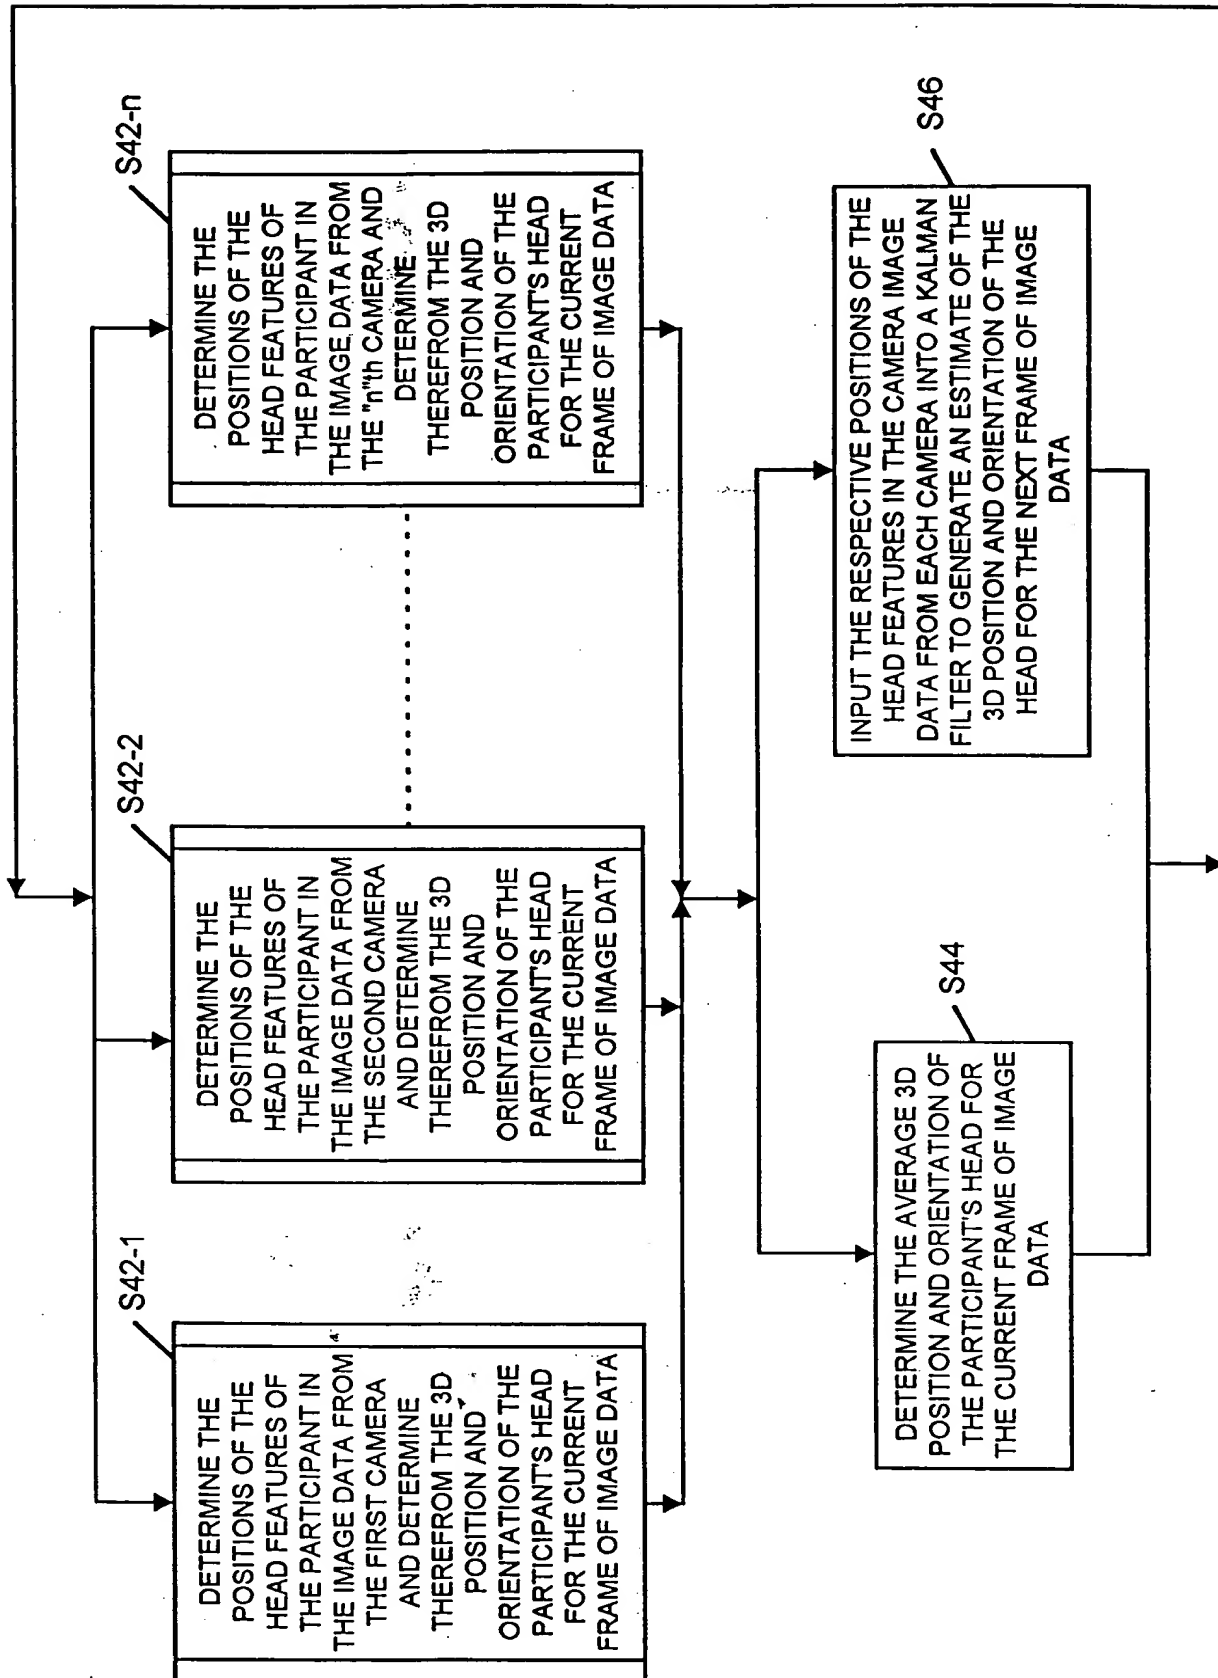 S42-1
DETERMINE THE
POSITIONS OF THE
HEAD FEATURES OF
THE PARTICIPANT IN
THE IMAGE DATA FROM
THE FIRST CAMERA
AND DETERMINE
THEREFROM THE 3D
POSITION AND
ORIENTATION OF THE
PARTICIPANT'S HEAD
FOR THE CURRENT
FRAME OF IMAGE DATA
S42-2
DETERMINE THE
POSITIONS OF THE
HEAD FEATURES OF
THE PARTICIPANT IN
THE IMAGE DATA FROM
THE SECOND CAMERA
AND DETERMINE
THEREFROM THE 3D
POSITION AND
ORIENTATION OF THE
PARTICIPANT'S HEAD
FOR THE CURRENT
FRAME OF IMAGE DATA
S42-n
DETERMINE THE
POSITIONS OF THE
HEAD FEATURES OF
THE PARTICIPANT IN
THE IMAGE DATA FROM
THE "n"th CAMERA AND
DETERMINE
THEREFROM THE 3D
POSITION AND
ORIENTATION OF THE
PARTICIPANT'S HEAD
FOR THE CURRENT
FRAME OF IMAGE DATA
S44
DETERMINE THE AVERAGE 3D
POSITION AND ORIENTATION OF
THE PARTICIPANT'S HEAD FOR
THE CURRENT FRAME OF IMAGE
DATA
S46
INPUT THE RESPECTIVE POSITIONS OF THE
HEAD FEATURES IN THE CAMERA IMAGE
DATA FROM EACH CAMERA INTO A KALMAN
FILTER TO GENERATE AN ESTIMATE OF THE
3D POSITION AND ORIENTATION OF THE
HEAD FOR THE NEXT FRAME OF IMAGE
DATA